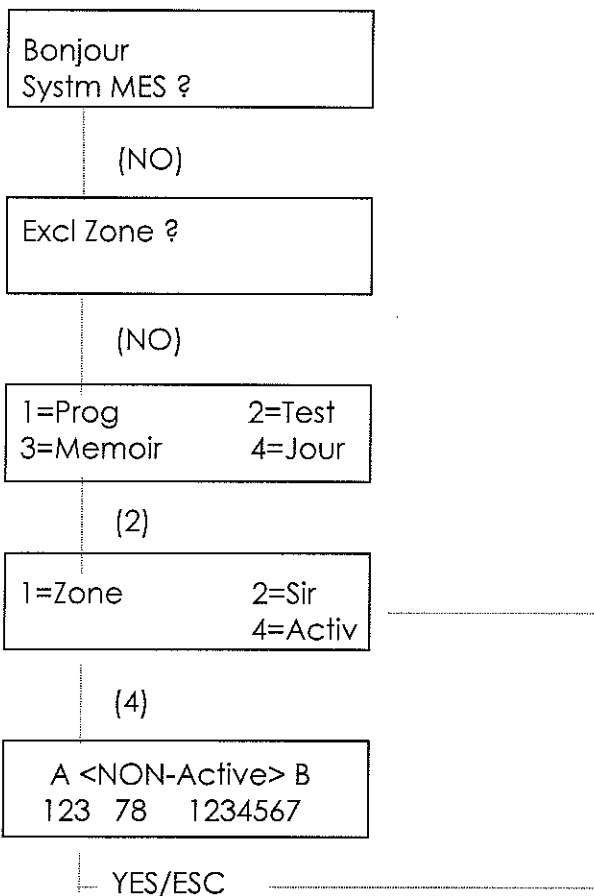 Bonjour
Systm MES ?
(NO)
Excl Zone ?
(NO)
1=Prog 2=Test
3=Memoir 4=Jour
(2)
1=Zone 2=Sir
4=Activ
(4)
A <NON-Active> B
123 78 1234567
YES/ESC